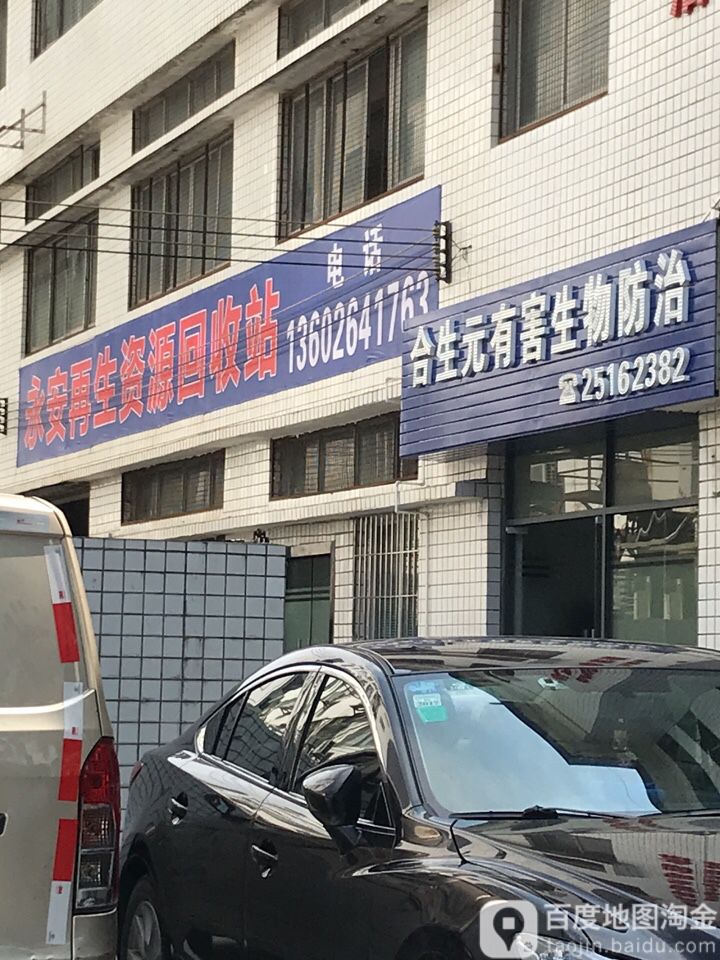 永安再生资源回收站
电话
13602641763
合生元有害生物防治
☎25162382
百度地图淘金
taojin.baidu.com